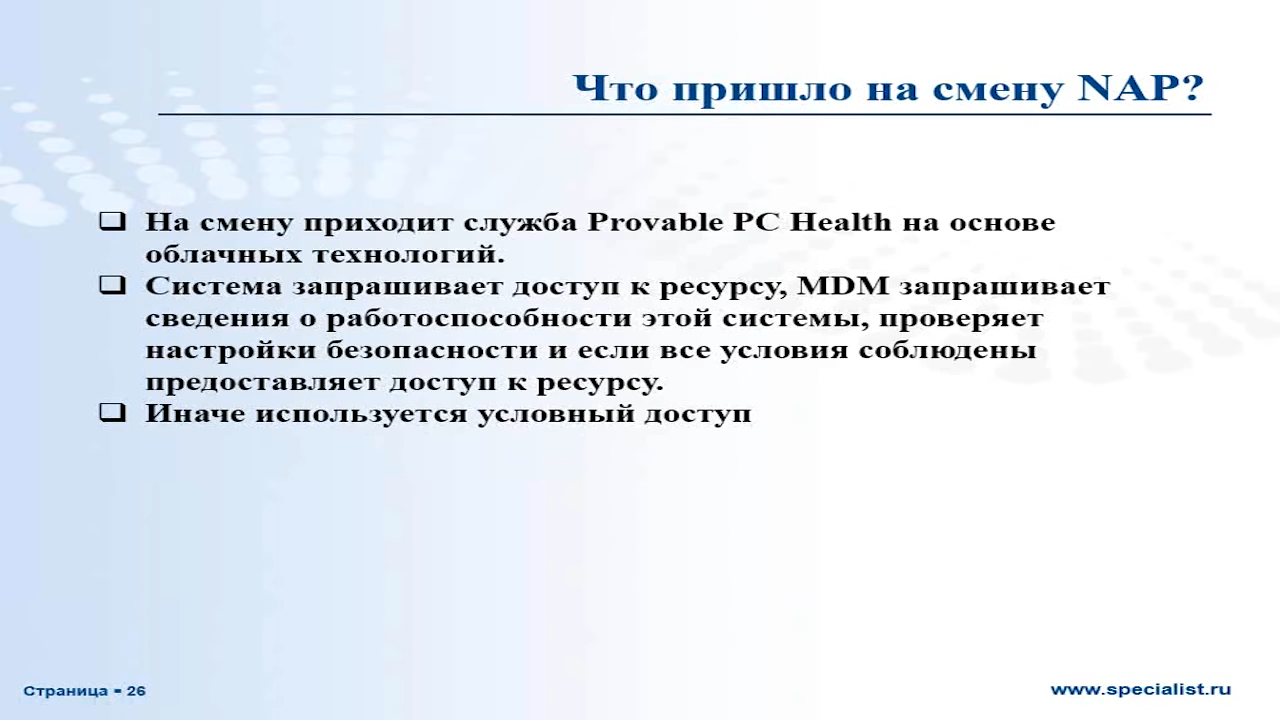 Что пришло на смену NAP?
На смену приходит служба Provable PC Health на основе
облачных технологий.
Система запрашивает доступ к ресурсу, MDM запрашивает
сведения о работоспособности этой системы, проверяет
настройки безопасности и если все условия соблюдены
предоставляет доступ к ресурсу.
Иначе используется условный доступ
Страница - 26
www.specialist.ru